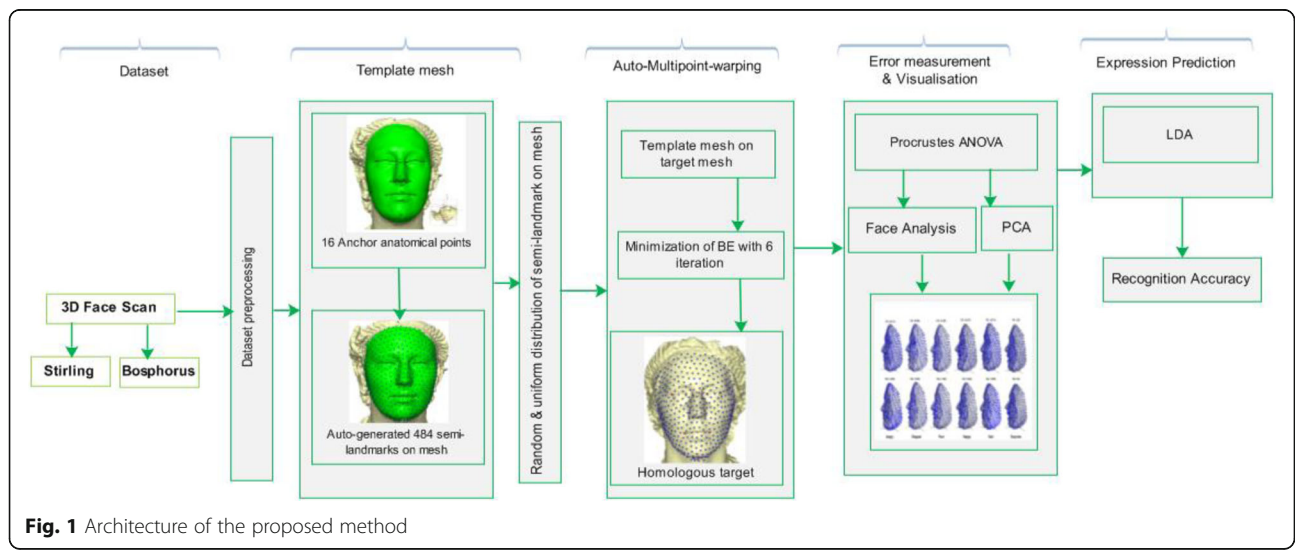 Dataset
Template mesh
Auto-Multipoint-warping
Error measurement
& Visualisation
Expression Prediction
3D Face Scan
Stirling
Bosphorus
Dataset preprocessing
16 Anchor anatomical points
Auto-generated 484 semi-
landmarks on mesh
Random & uniform distribution of semi-landmark on mesh
Template mesh on
target mesh
Minimization of BE with 6
iteration
Homologous target
Procrustes ANOVA
Face Analysis
PCA
LDA
Recognition Accuracy
Fig. 1 Architecture of the proposed method